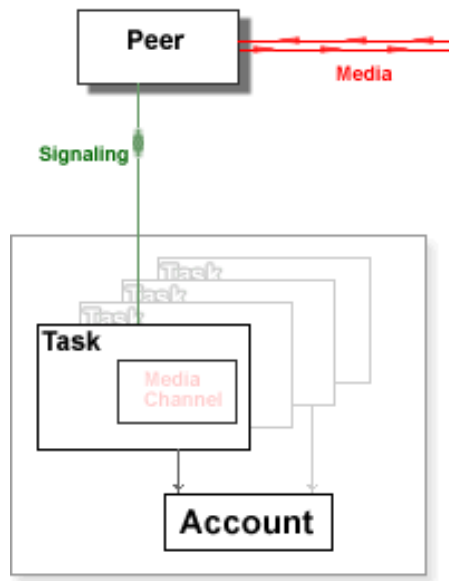 Peer
Media
Signaling
Task
Task
Task
Task
Media
Channel
Account